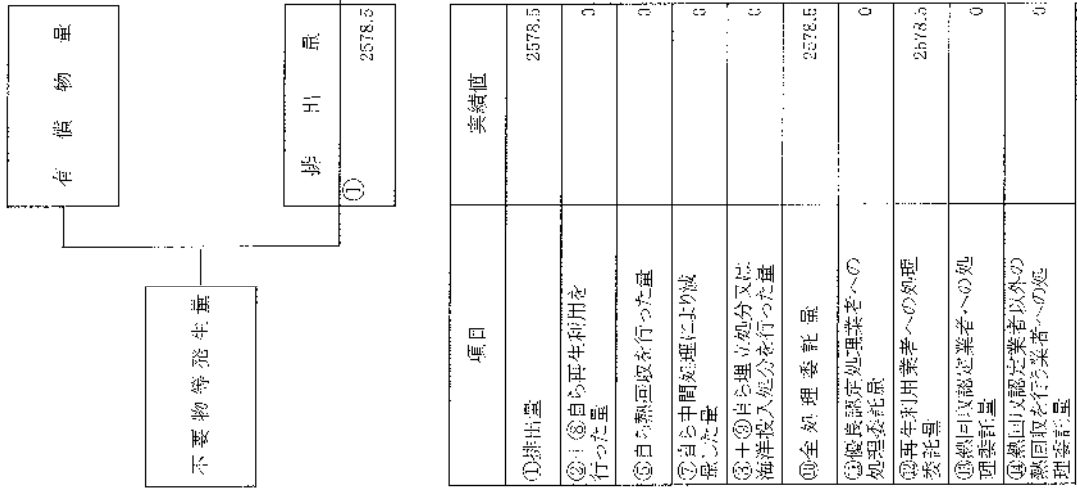 有償物量
排出量
①
2578.5
不要物等発生量
項目
実績値
①排出量
2578.5
②+⑧自ら再生利用を
行った量
0
⑤自ら熱回収を行った量
0
⑦自ら中間処理により減
量した量
0
③+⑨自ら埋立処分又は
海洋投入処分を行った量
0
⑩全処理委託量
2578.5
⑪優良認定処理業者への
処理委託量
0
⑫再生利用業者への処理
委託量
2578.5
⑬熱回収認定業者への処
理委託量
0
⑭熱回収認定業者以外の
熱回収を行う業者への処
理委託量
0